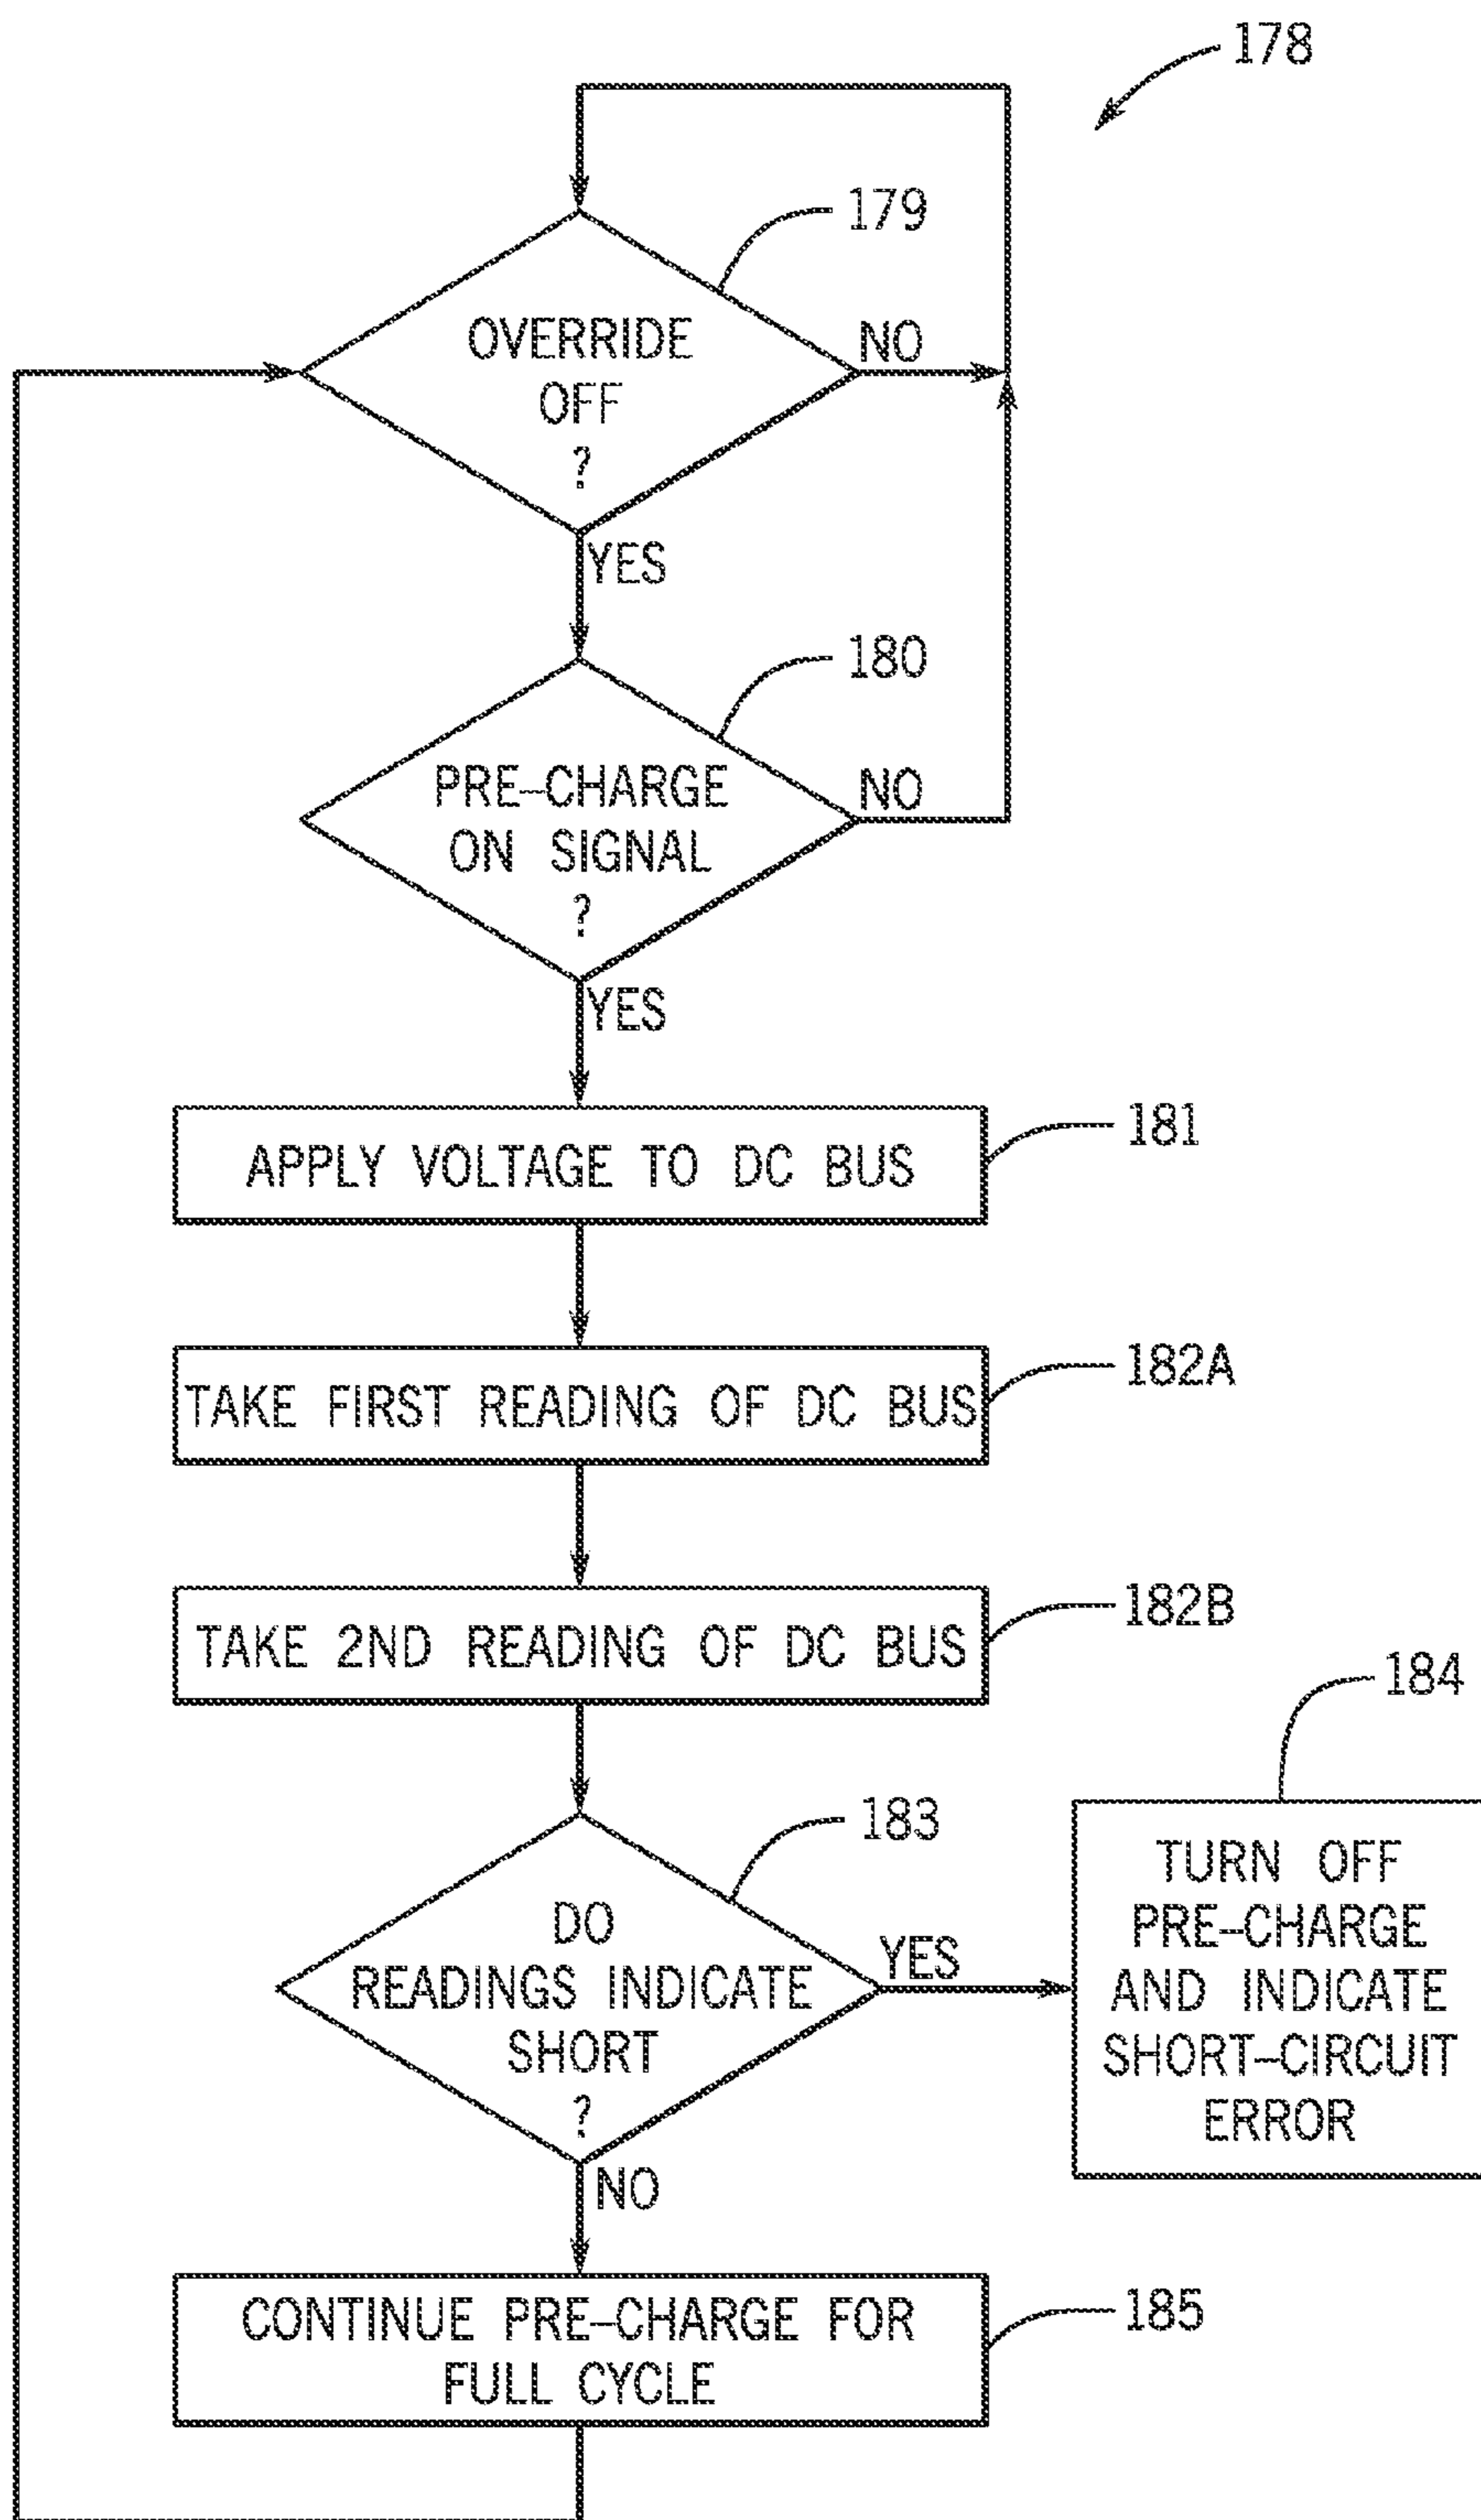 178
179
OVERRIDE
OFF
?
NO
YES
180
PRE-CHARGE
ON SIGNAL
?
NO
YES
181
APPLY VOLTAGE TO DC BUS
182A
TAKE FIRST READING OF DC BUS
182B
TAKE 2ND READING OF DC BUS
183
DO
READINGS INDICATE
SHORT
?
YES
NO
184
TURN OFF
PRE-CHARGE
AND INDICATE
SHORT-CIRCUIT
ERROR
185
CONTINUE PRE-CHARGE FOR
FULL CYCLE